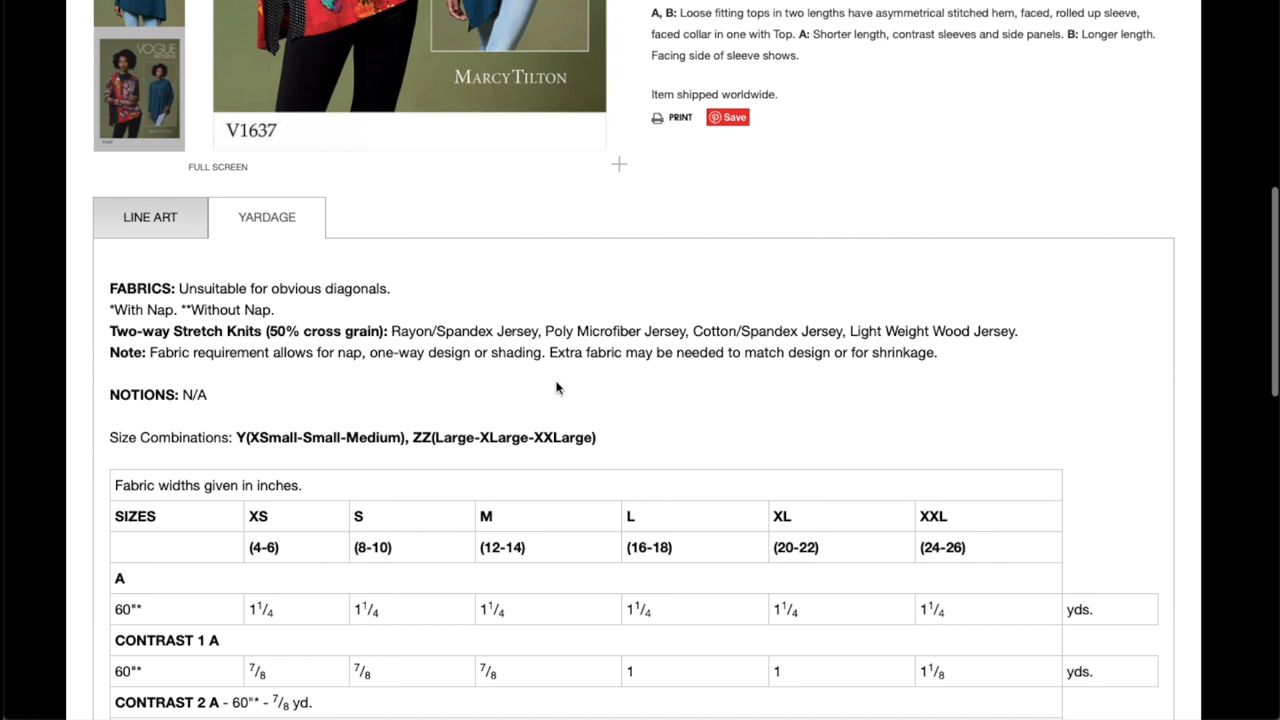 VOGUE
PATTERNS
MARCYTILTON
V1637
FULL SCREEN
A, B: Loose fitting tops in two lengths have asymmetrical stitched hem, faced, rolled up sleeve,
faced collar in one with Top. A: Shorter length, contrast sleeves and side panels. B: Longer length.
Facing side of sleeve shows.
Item shipped worldwide.
PRINT Save
LINE ART YARDAGE
FABRICS: Unsuitable for obvious diagonals.
*With Nap. **Without Nap.
Two-way Stretch Knits (50% cross grain): Rayon/Spandex Jersey, Poly Microfiber Jersey, Cotton/Spandex Jersey, Light Weight Wood Jersey.
Note: Fabric requirement allows for nap, one-way design or shading. Extra fabric may be needed to match design or for shrinkage.
NOTIONS: N/A
Size Combinations: Y(XSmall-Small-Medium), ZZ(Large-XLarge-XXLarge)
Fabric widths given in inches.
SIZES XS S M L XL XXL
(4-6) (8-10) (12-14) (16-18) (20-22) (24-26)
A
60"* 1 1/4 1 1/4 1 1/4 1 1/4 1 1/4 1 1/4 yds.
CONTRAST 1 A
60"* 7/8 7/8 7/8 1 1 1 1/8 yds.
CONTRAST 2 A - 60"* - 7/8 yd.